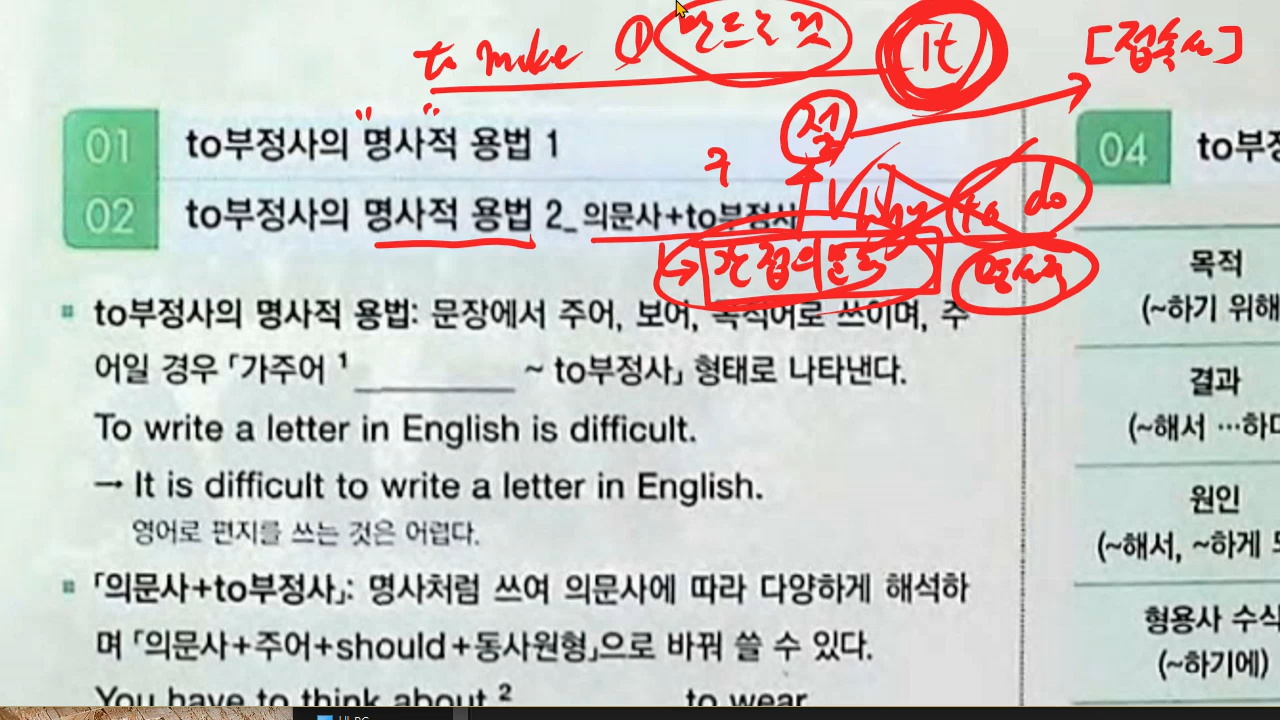 to make ① 만드는 것 It [접속사]
01 to부정사의 "명사적 용법 1
절
02 to부정사의 명사적 용법 2_의문사+to부정사
구 Why to do
→ 간접의문문 명사적
▪ to부정사의 명사적 용법: 문장에서 주어, 보어, 목적어로 쓰이며, 주
어일 경우 「가주어 ¹ ________ ~ to부정사」 형태로 나타낸다.
To write a letter in English is difficult.
→ It is difficult to write a letter in English.
영어로 편지를 쓰는 것은 어렵다.
▪ 「의문사+to부정사」: 명사처럼 쓰여 의문사에 따라 다양하게 해석하
며 「의문사+주어+should+동사원형」으로 바꿔 쓸 수 있다.
You have to think about ² ________ to wear
04 to부정
목적
(~하기 위해
결과
(~해서 …하다
원인
(~해서, ~하게 되
형용사 수식
(~하기에)